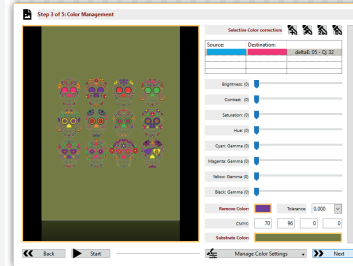 Step 3 of 5: Color Management
Selective Color correction
Source: Destination:
deltaE: 05 - Cj: 32
Brightness: (0)
Contrast: (0)
Saturation: (0)
Hue: (0)
Cyan: Gamma (0)
Magenta: Gamma (0)
Yellow: Gamma (0)
Black: Gamma (0)
Remove Color: Tolerance 0,000
CMYK: 70 96 0 0
Substrate Color:
Back Start Manage Color Settings Next